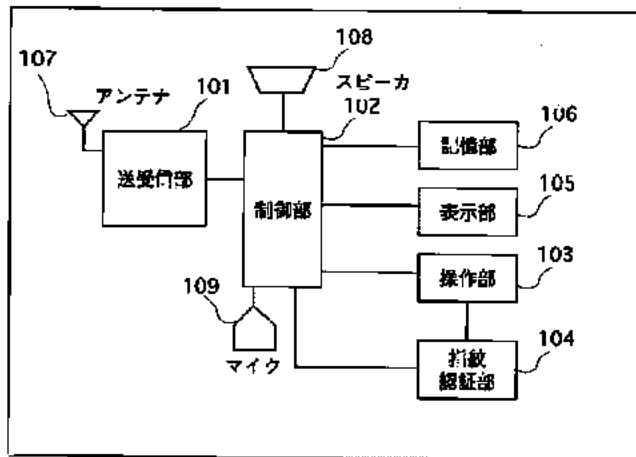 108
107
アンテナ
101
スピーカ
102
106
記憶部
送受信部
制御部
105
表示部
103
操作部
109
マイク
104
指紋
認証部